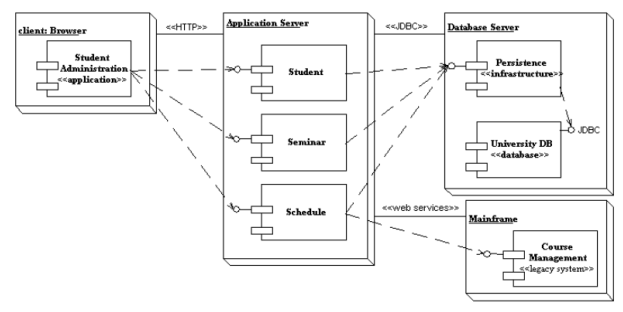 client: Browser
Student
Administration
<<application>>
<<HTTP>>
Application Server
Student
Seminar
Schedule
<<JDBC>>
Database Server
Persistence
<<infrastructure>>
JDBC
University DB
<<database>>
<<web services>>
Mainframe
Course
Management
<<legacy system>>